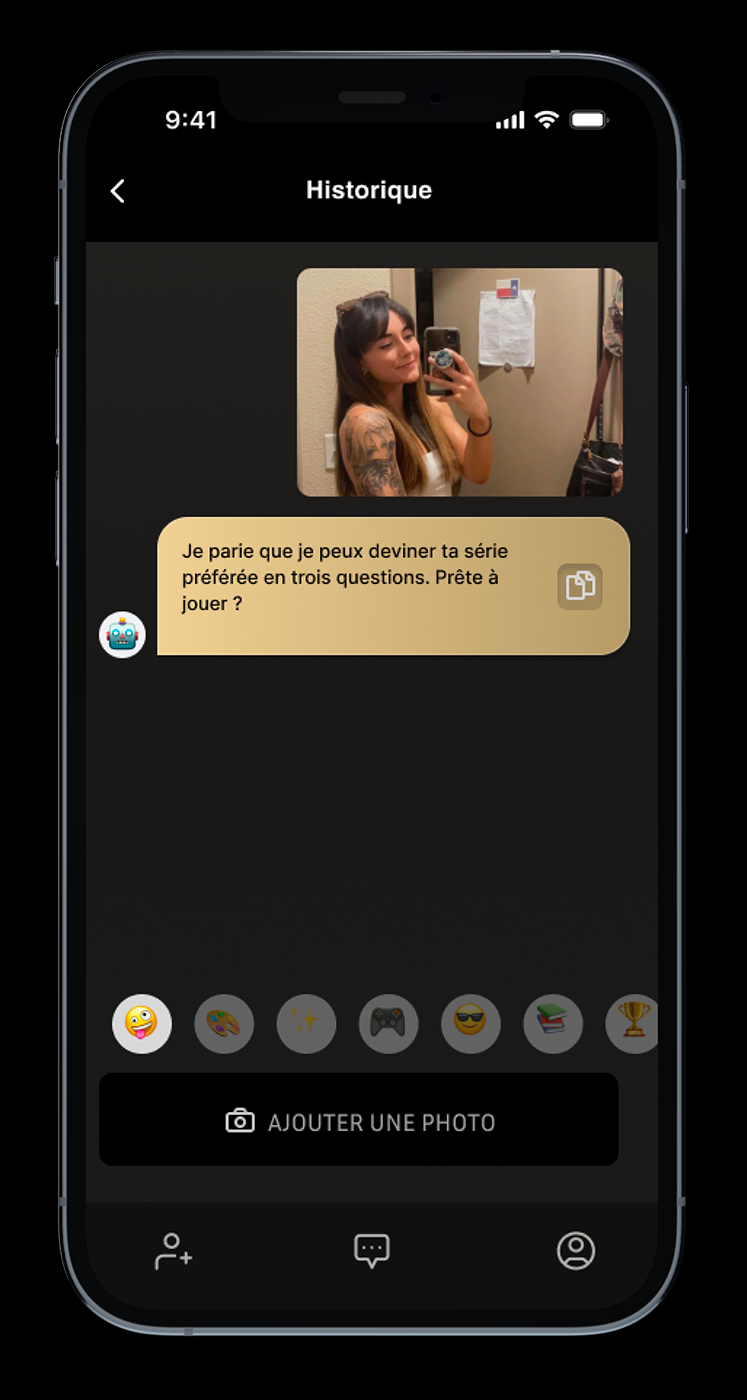 9:41
Historique
Je parie que je peux deviner ta série
préférée en trois questions. Prête à
jouer ?
AJOUTER UNE PHOTO